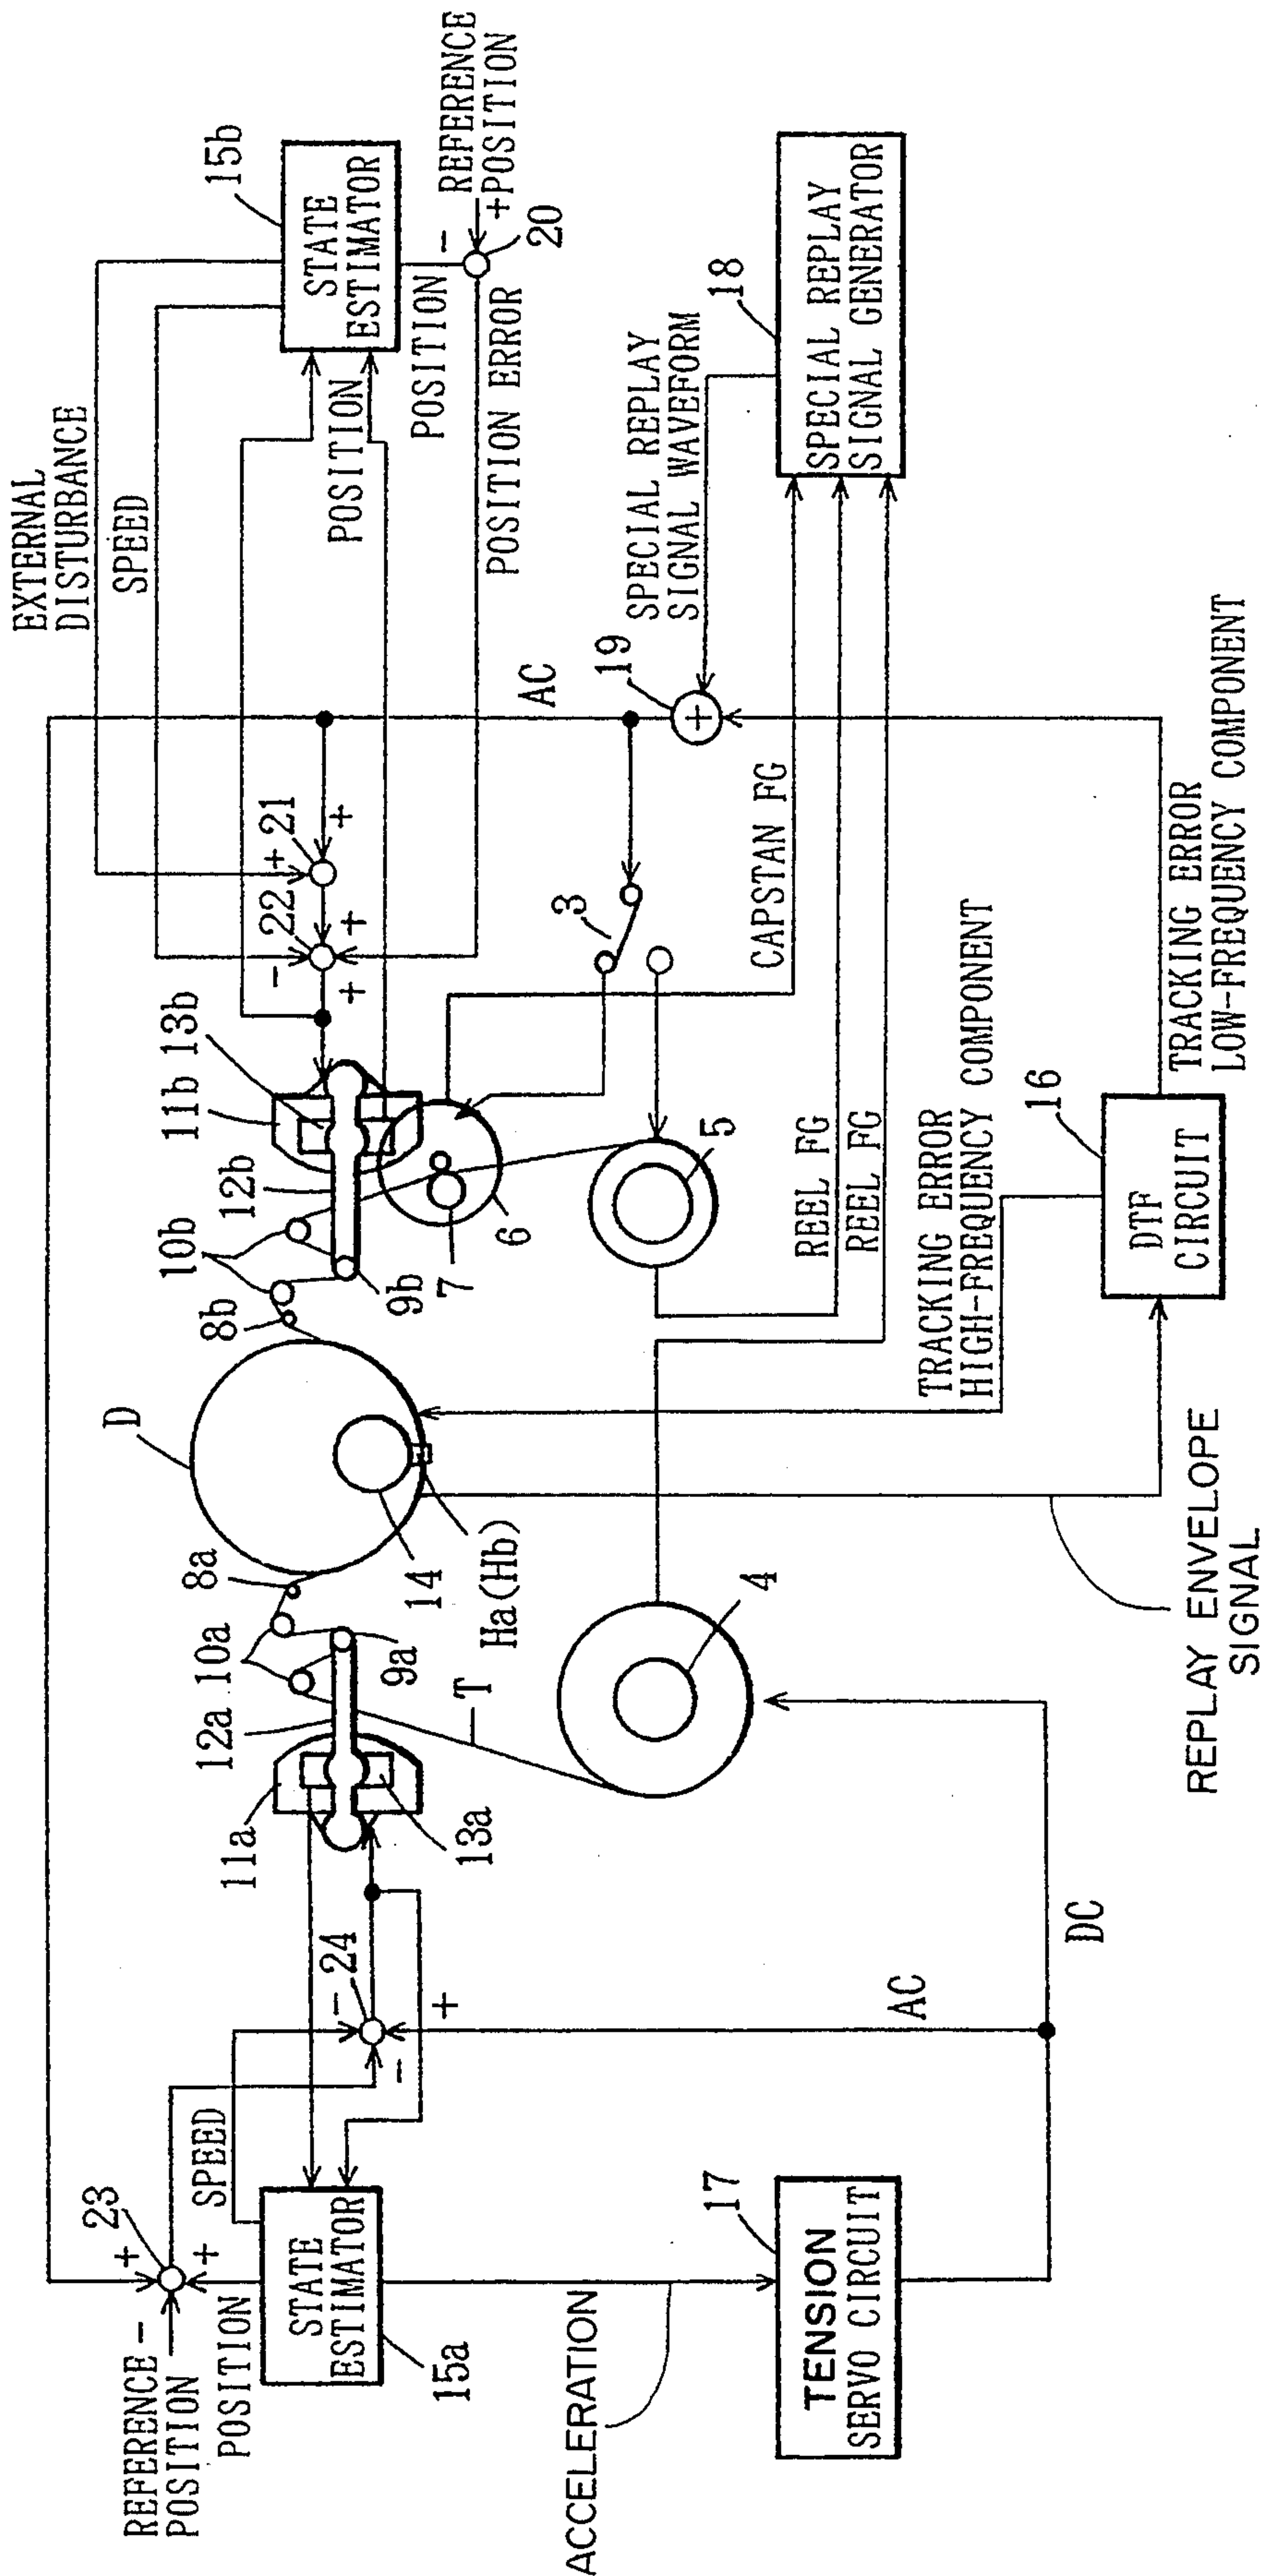 EXTERNAL
DISTURBANCE
SPEED
15b
STATE
ESTIMATOR
REFERENCE
+POSITION
-
20
POSITION
POSITION
POSITION ERROR
+
21
+
22
-
+
+
+
AC
19
+
SPECIAL REPLAY
SIGNAL WAVEFORM
18
SPECIAL REPLAY
SIGNAL GENERATOR
3
CAPSTAN FG
REEL FG
REEL FG
TRACKING ERROR
HIGH-FREQUENCY COMPONENT
TRACKING ERROR
LOW-FREQUENCY COMPONENT
16
DTF
CIRCUIT
REPLAY ENVELOPE
SIGNAL
11b
13b
12b
10b
8b
9b
7
6
5
D
14
Ha(Hb)
8a
10a
12a
9a
T
4
11a
13a
23
+
+
-
REFERENCE
POSITION
POSITION
SPEED
-
24
-
+
STATE
ESTIMATOR
15a
ACCELERATION
17
TENSION
SERVO CIRCUIT
AC
DC